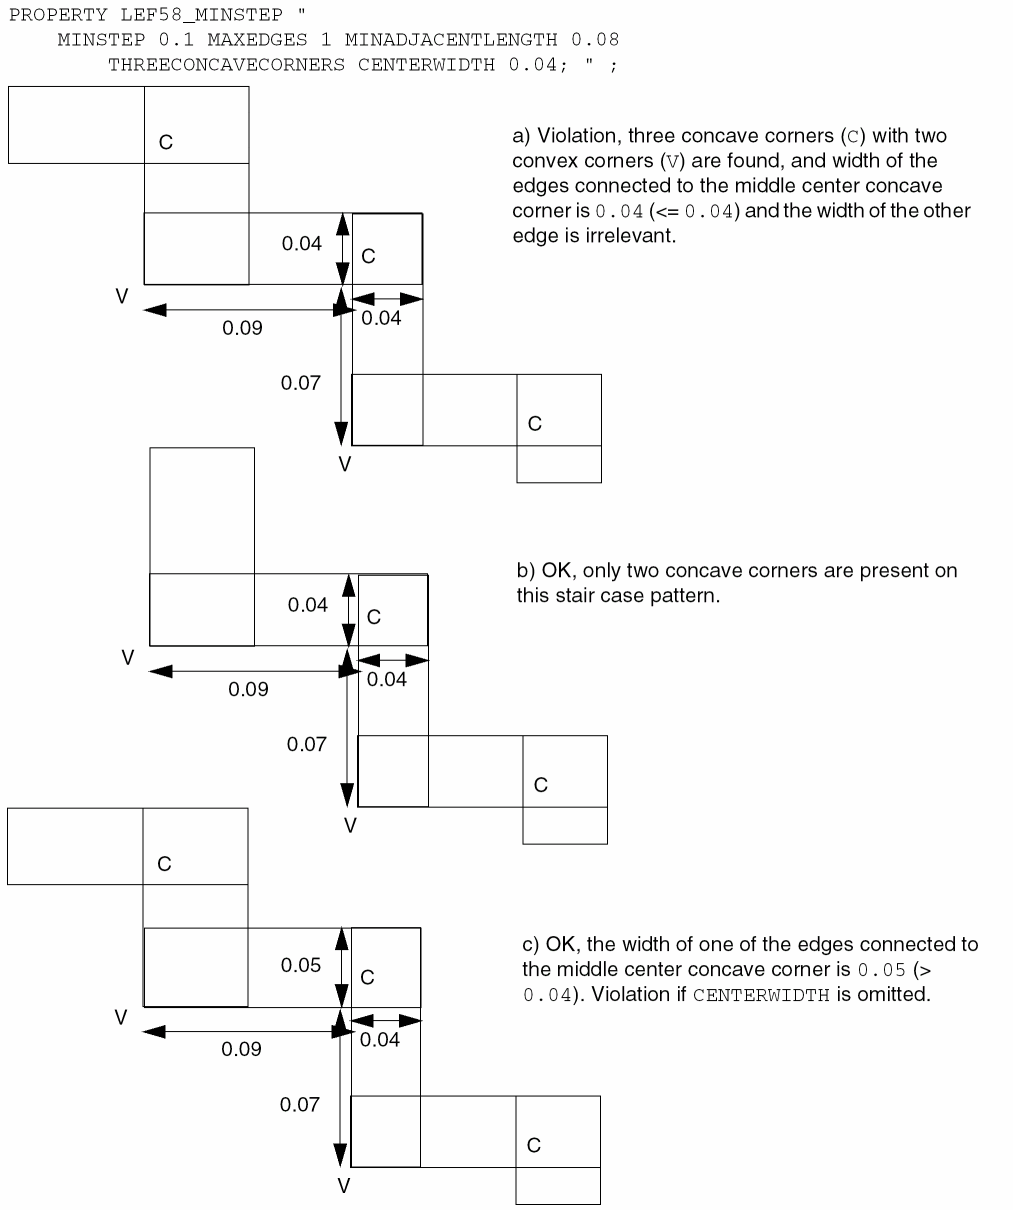 PROPERTY LEF58_MINSTEP "
MINSTEP 0.1 MAXEDGES 1 MINADJACENTLENGTH 0.08
THREECONCAVECORNERS CENTERWIDTH 0.04; " ;
C
a) Violation, three concave corners (C) with two
convex corners (V) are found, and width of the
edges connected to the middle center concave
corner is 0.04 (<= 0.04) and the width of the other
edge is irrelevant.
0.04
C
V
0.09
0.04
0.07
C
V
b) OK, only two concave corners are present on
this stair case pattern.
0.04
C
V
0.09
0.04
0.07
C
V
C
c) OK, the width of one of the edges connected to
the middle center concave corner is 0.05 (>
0.04). Violation if CENTERWIDTH is omitted.
0.05
C
V
0.09
0.04
0.07
C
V